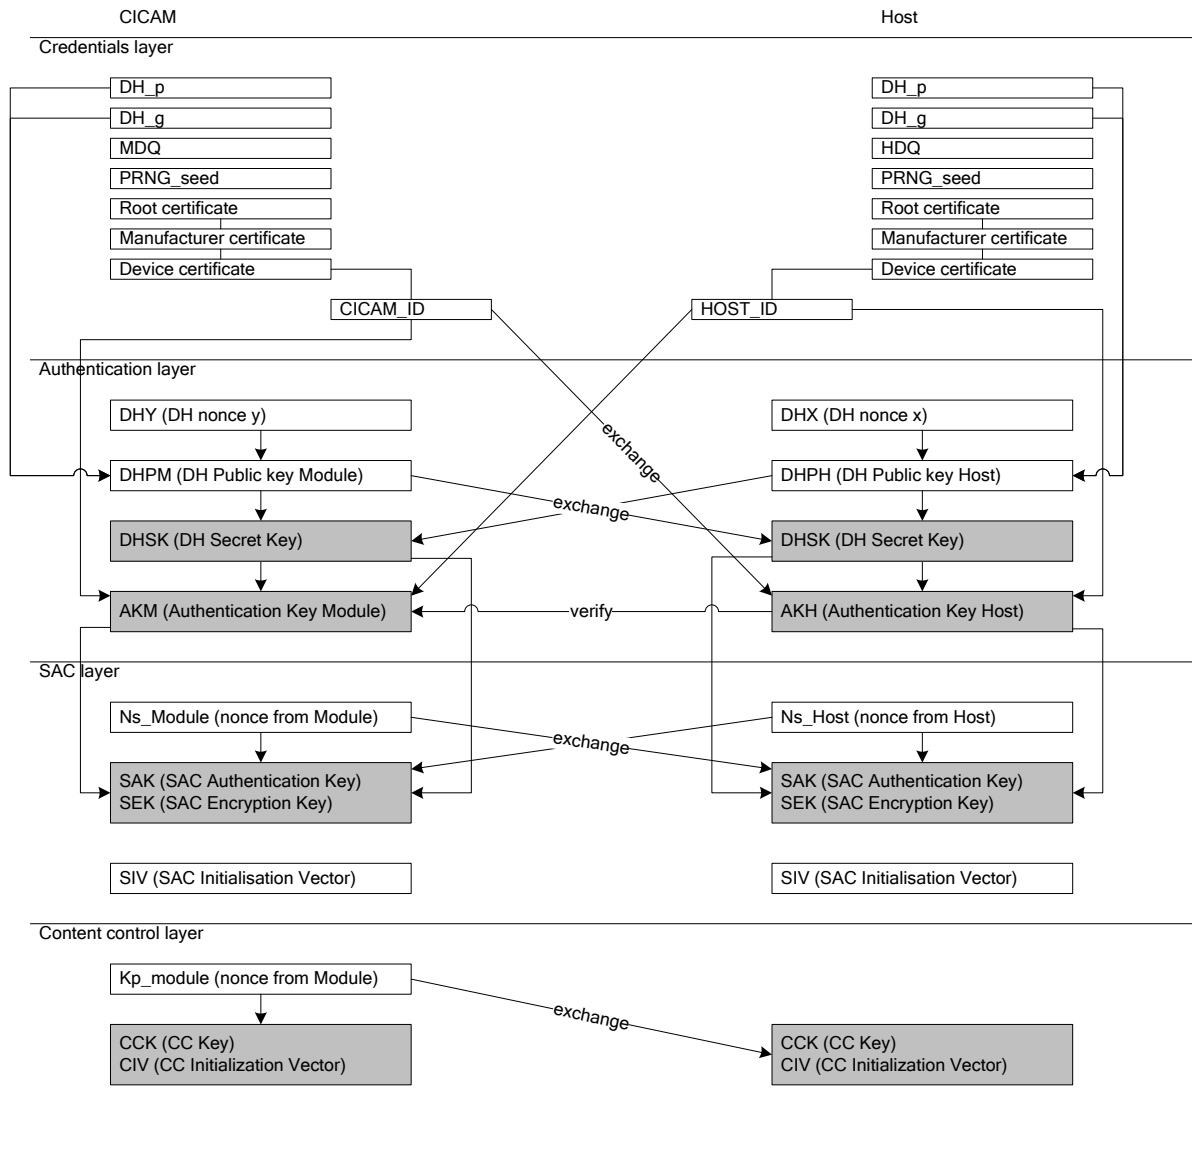 CICAM Host
Credentials layer
DH_p DH_p
DH_g DH_g
MDQ HDQ
PRNG_seed PRNG_seed
Root certificate Root certificate
Manufacturer certificate Manufacturer certificate
Device certificate Device certificate
CICAM_ID HOST_ID
Authentication layer
DHY (DH nonce y) DHX (DH nonce x)
exchange
DHPM (DH Public key Module) DHPH (DH Public key Host)
exchange
DHSK (DH Secret Key) DHSK (DH Secret Key)
AKM (Authentication Key Module) verify AKH (Authentication Key Host)
SAC layer
Ns_Module (nonce from Module) Ns_Host (nonce from Host)
exchange
SAK (SAC Authentication Key) SAK (SAC Authentication Key)
SEK (SAC Encryption Key) SEK (SAC Encryption Key)
SIV (SAC Initialisation Vector) SIV (SAC Initialisation Vector)
Content control layer
Kp_module (nonce from Module)
exchange
CCK (CC Key) CCK (CC Key)
CIV (CC Initialization Vector) CIV (CC Initialization Vector)